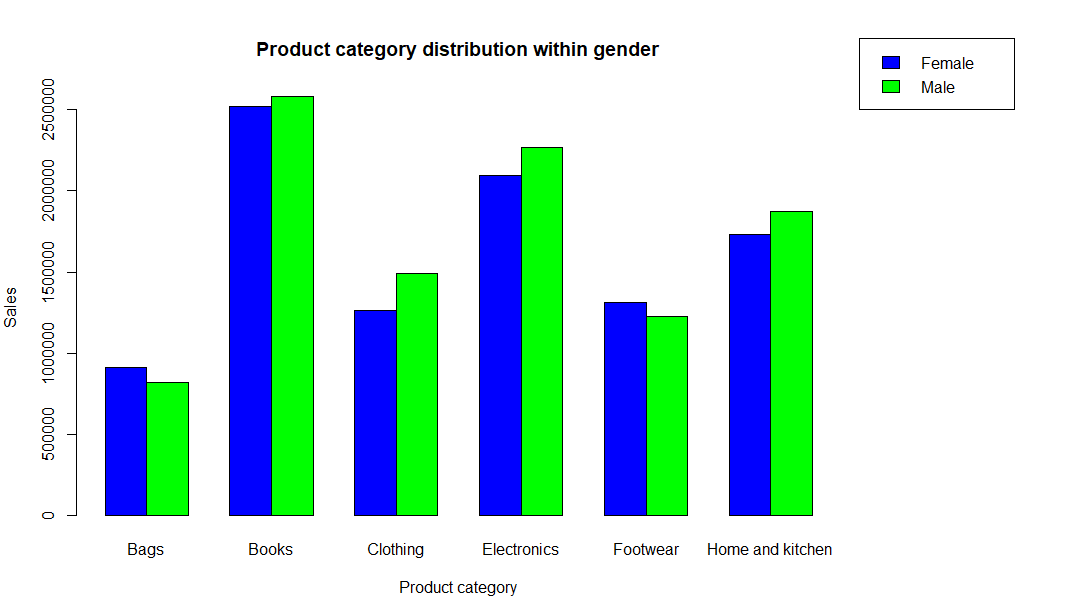 Product category distribution within gender
Female
Male
Sales
2500000
2000000
1500000
1000000
500000
0
Bags Books Clothing Electronics Footwear Home and kitchen
Product category